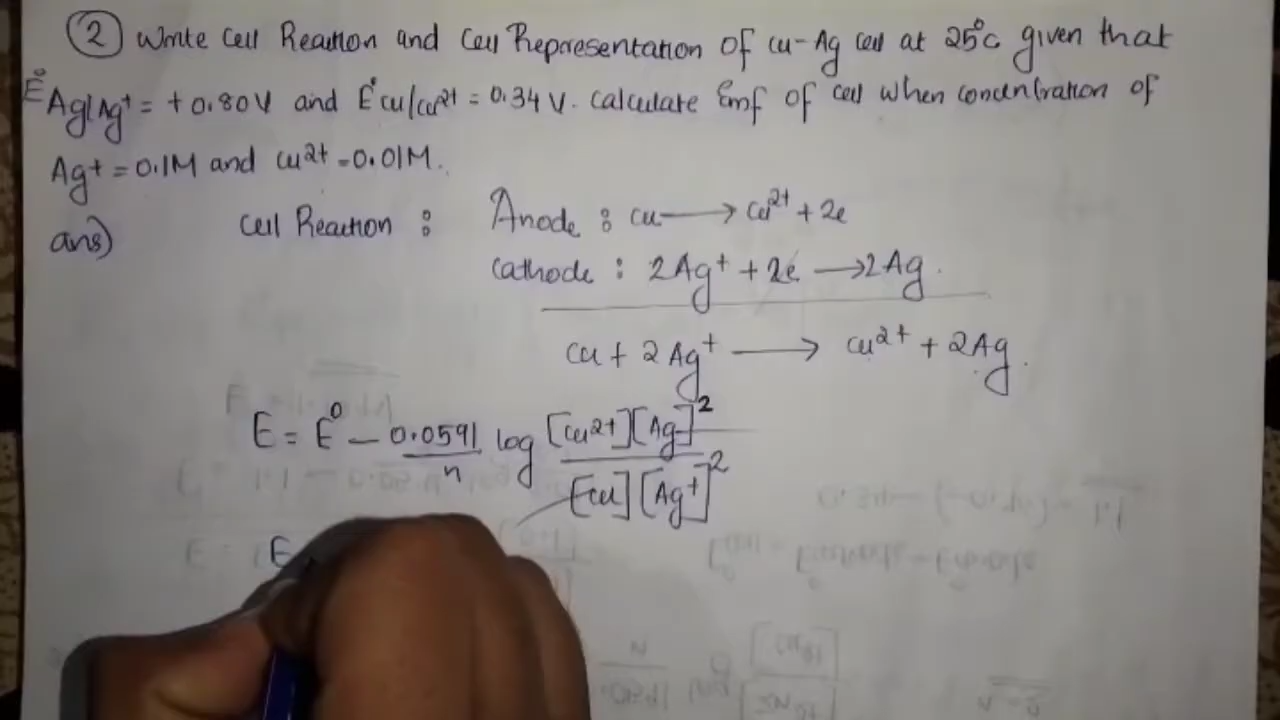 ② Write Cell Reaction and Cell Representation of Cu-Ag cell at 25°C given that
E° Ag/Ag⁺ = +0.80V and E° Cu/Cu²⁺ = 0.34 V. Calculate Emf of cell when concentration of
Ag⁺ = 0.1M and Cu²⁺ = 0.01M.
ans) Cell Reaction : Anode : Cu ⟶ Cu²⁺ + 2e
Cathode : 2Ag⁺ + 2e ⟶ 2Ag.
Cu + 2Ag⁺ ⟶ Cu²⁺ + 2Ag.
E = E⁰ − 0.0591/n log [Cu²⁺][Ag]²/[Cu][Ag⁺]²
E